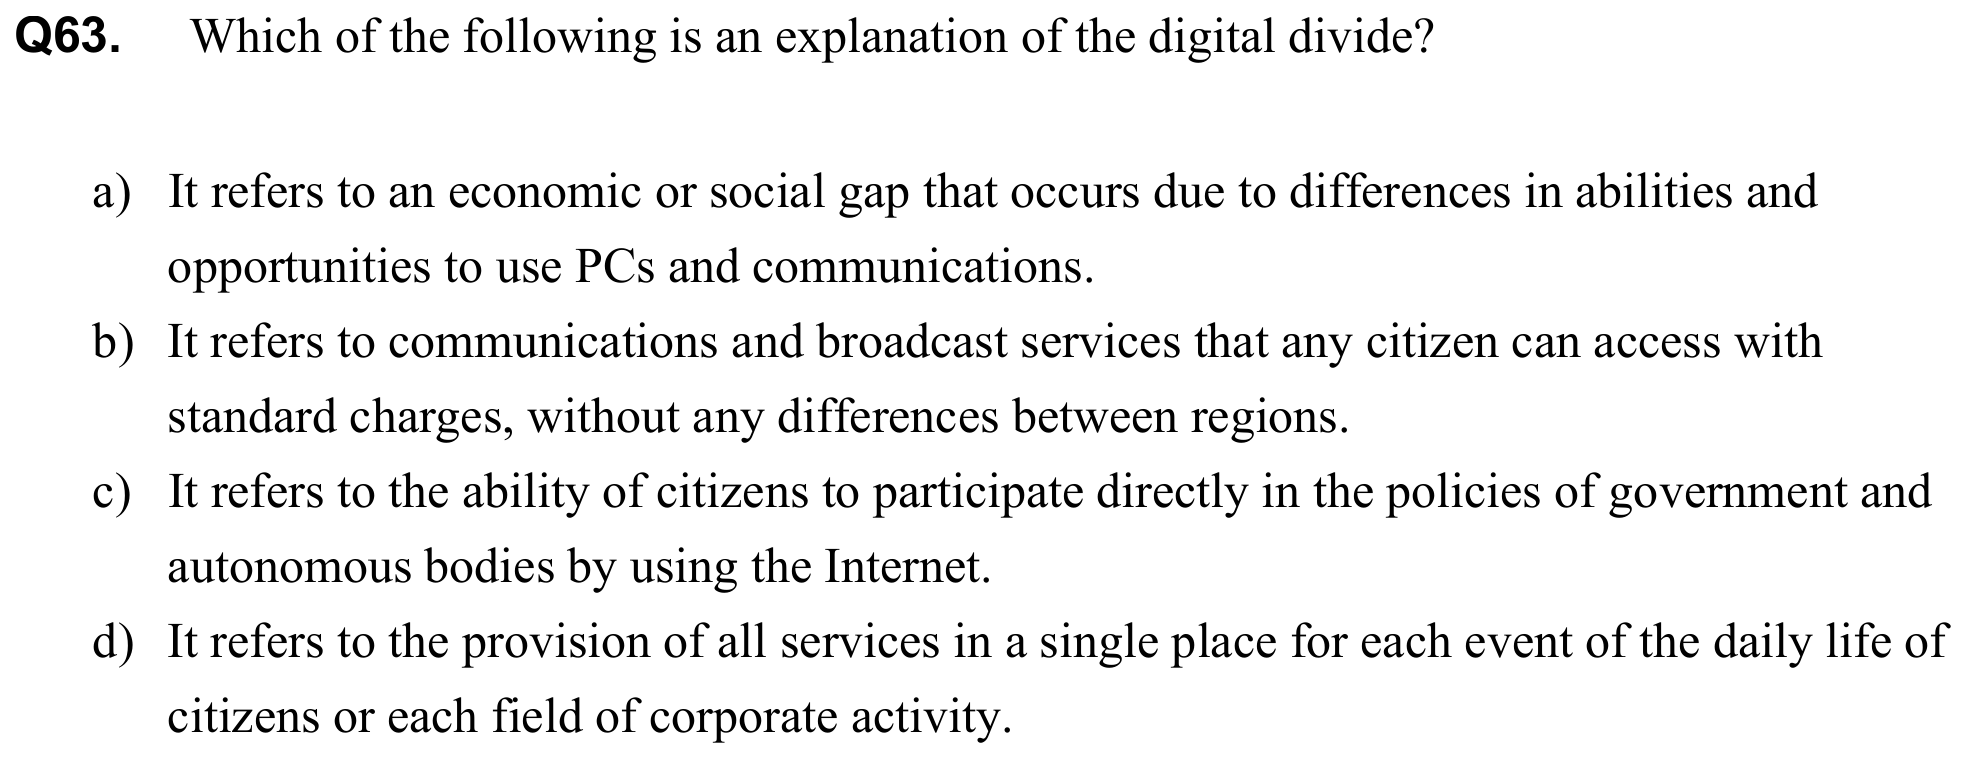 Q63. Which of the following is an explanation of the digital divide?
a) It refers to an economic or social gap that occurs due to differences in abilities and
opportunities to use PCs and communications.
b) It refers to communications and broadcast services that any citizen can access with
standard charges, without any differences between regions.
c) It refers to the ability of citizens to participate directly in the policies of government and
autonomous bodies by using the Internet.
d) It refers to the provision of all services in a single place for each event of the daily life of
citizens or each field of corporate activity.